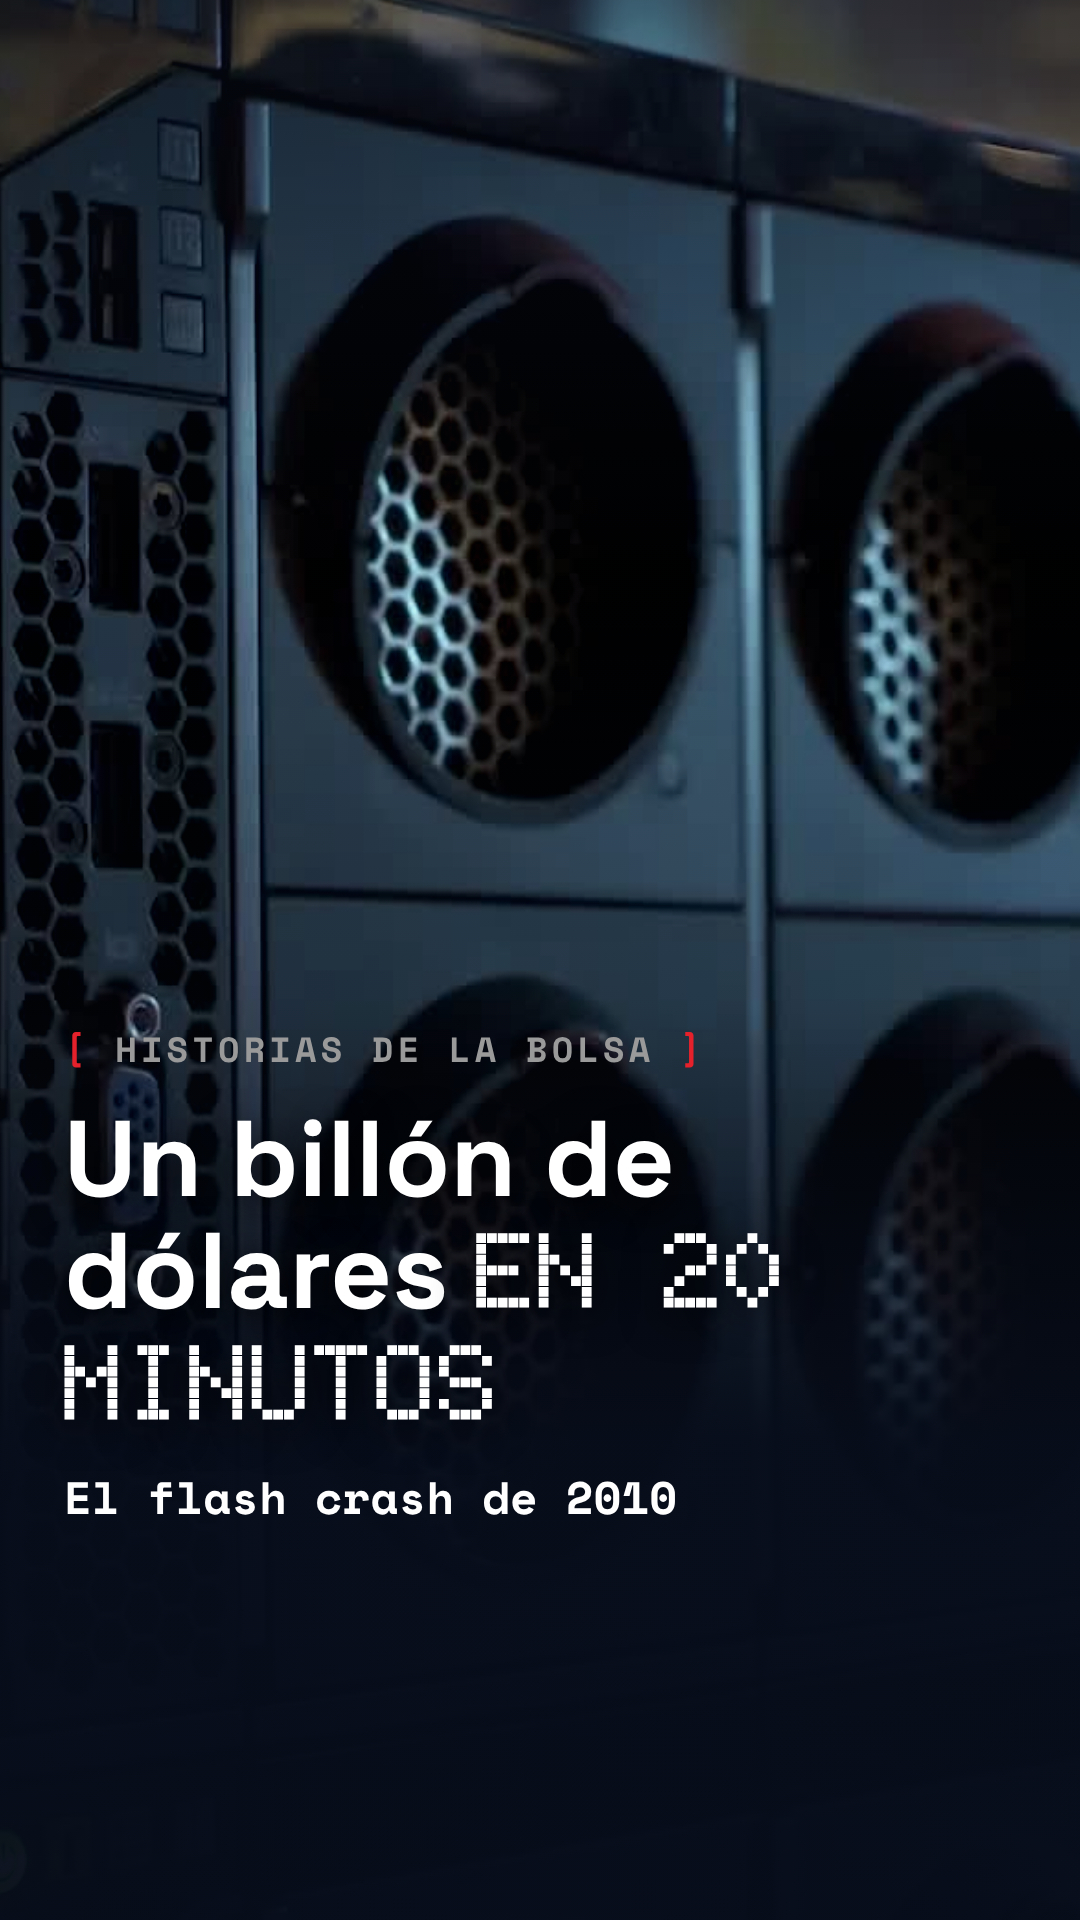 [ HISTORIAS DE LA BOLSA ]
Un billón de
dólares EN 20
MINUTOS
El flash crash de 2010